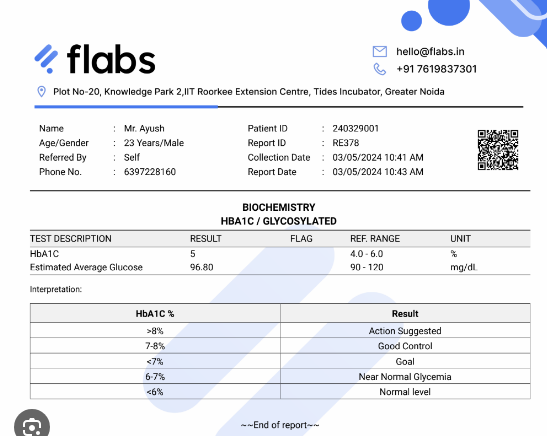 flabs
hello@flabs.in
+91 7619837301
Plot No-20, Knowledge Park 2,IIT Roorkee Extension Centre, Tides Incubator, Greater Noida
Name : Mr. Ayush Patient ID : 240329001
Age/Gender : 23 Years/Male Report ID : RE378
Referred By : Self Collection Date : 03/05/2024 10:41 AM
Phone No. : 6397228160 Report Date : 03/05/2024 10:43 AM
BIOCHEMISTRY
HBA1C / GLYCOSYLATED
TEST DESCRIPTION RESULT FLAG REF. RANGE UNIT
HbA1C 5 4.0 - 6.0 %
Estimated Average Glucose 96.80 90 - 120 mg/dL
Interpretation:
HbA1C % Result
>8% Action Suggested
7-8% Good Control
<7% Goal
6-7% Near Normal Glycemia
<6% Normal level
~~End of report~~